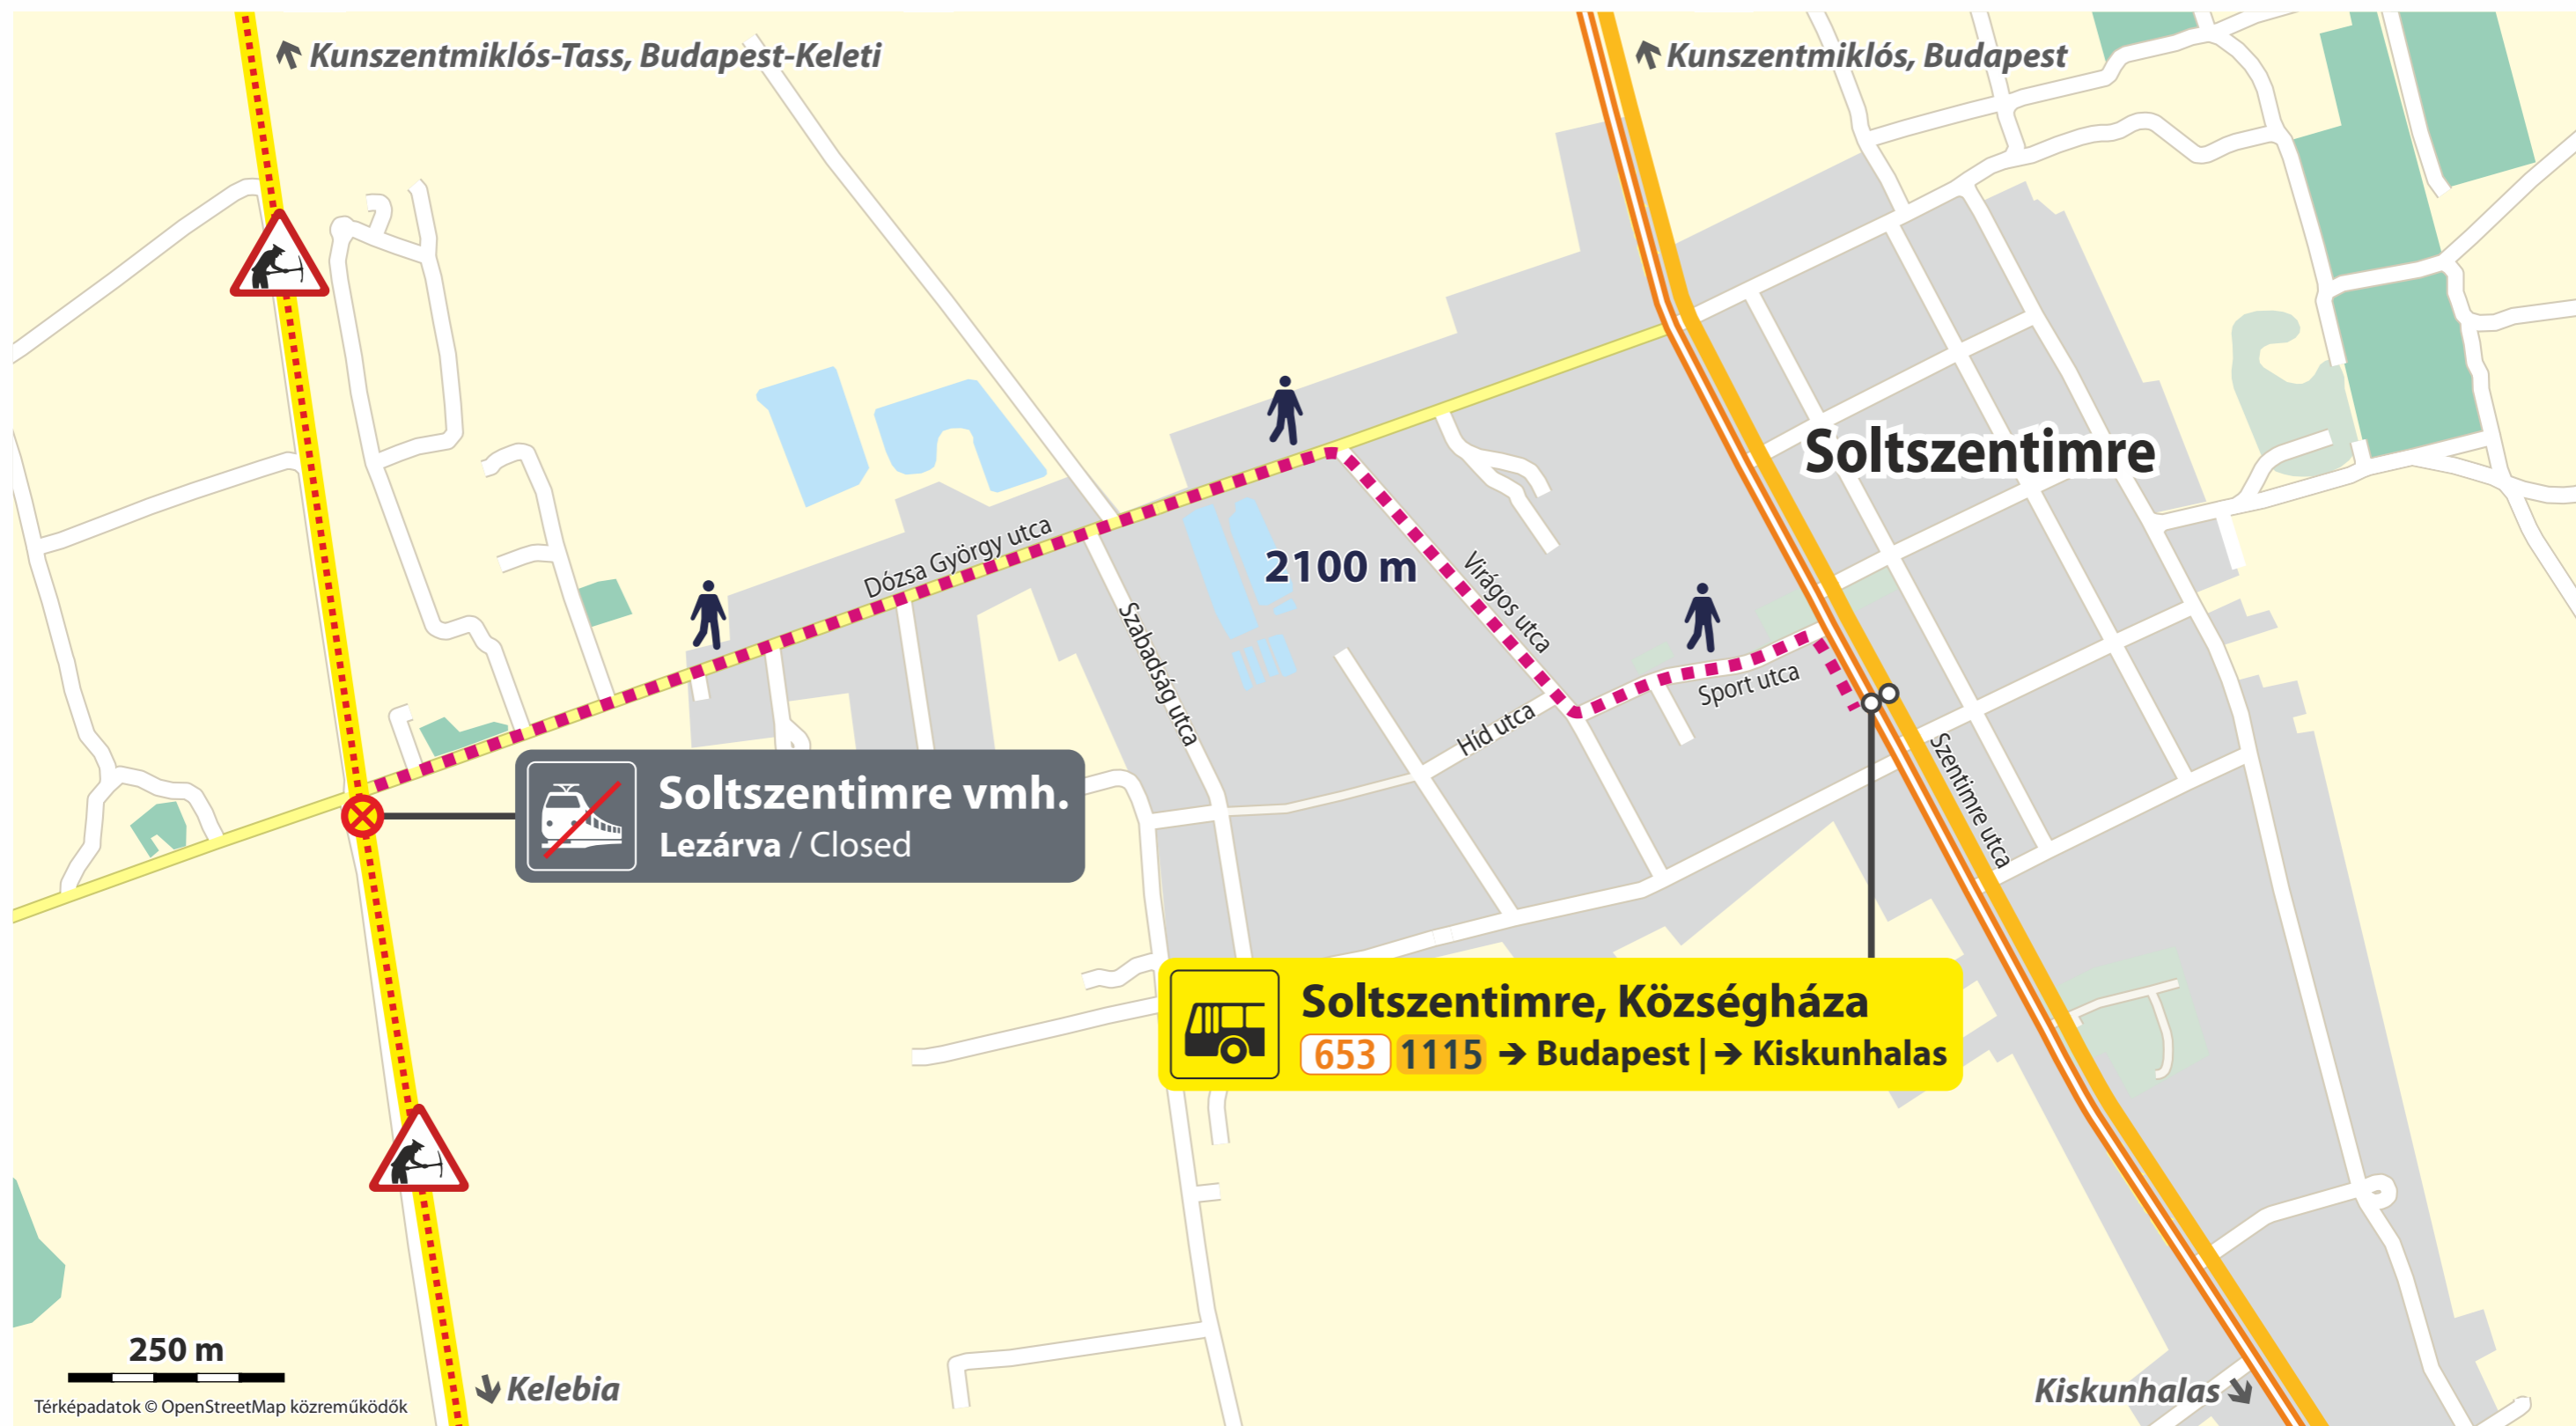 Kunszentmiklós-Tass, Budapest-Keleti
Kunszentmiklós, Budapest
Soltszentimre
Dózsa György utca
2100 m
Virágos utca
Szabadság utca
Sport utca
Híd utca
Szentimre utca
Soltszentimre vmh.
Lezárva / Closed
Soltszentimre, Községháza
653 1115 → Budapest | → Kiskunhalas
250 m
Kelebia
Kiskunhalas
Térképadatok © OpenStreetMap közreműködők